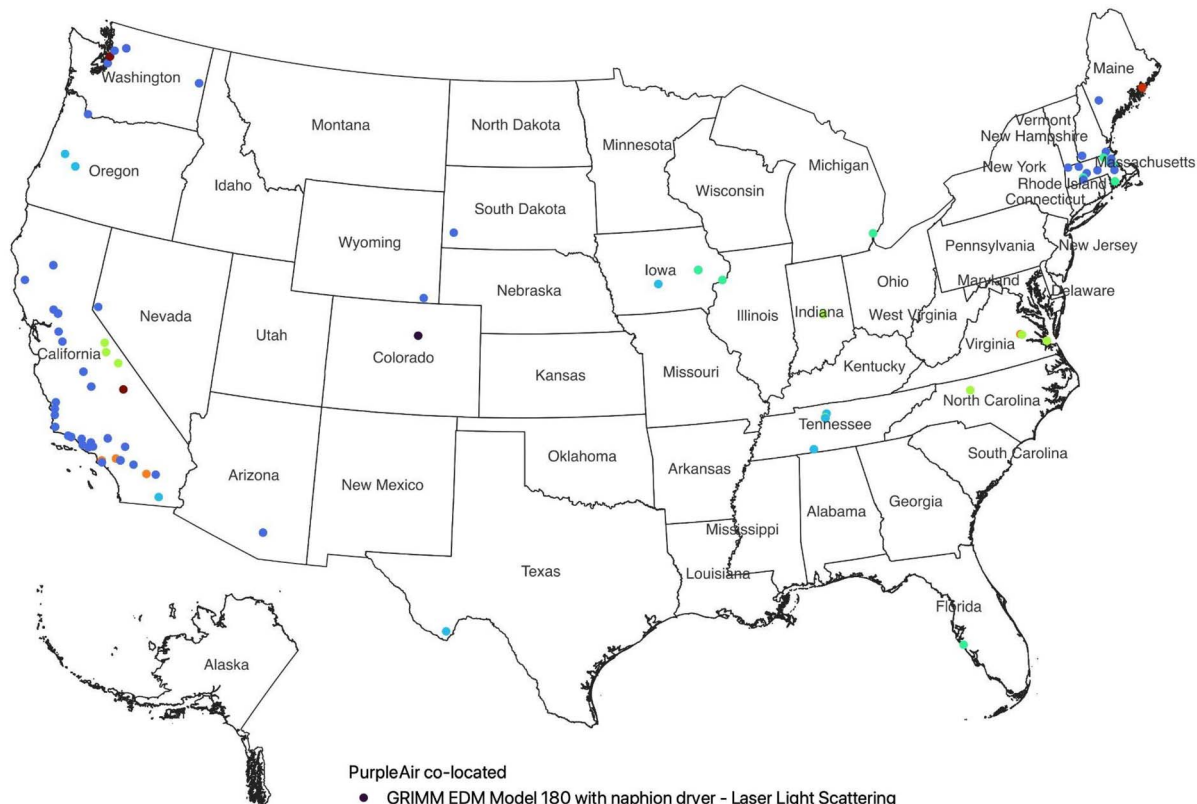 Washington
Maine
Montana
North Dakota
Minnesota
Vermont
New Hampshire
Michigan
Massachusetts
New York
Oregon
Idaho
Wisconsin
Rhode Island
Connecticut
South Dakota
Wyoming
Pennsylvania
New Jersey
Iowa
Ohio
Maryland
Delaware
Nebraska
Nevada
Illinois
Indiana
West Virginia
Utah
Virginia
California
Colorado
Kentucky
Kansas
Missouri
North Carolina
Tennessee
South Carolina
Oklahoma
Arkansas
Arizona
New Mexico
Georgia
Alabama
Mississippi
Texas
Louisiana
Florida
Alaska
PurpleAir co-located
GRIMM EDM Model 180 with naphion dryer - Laser Light Scattering